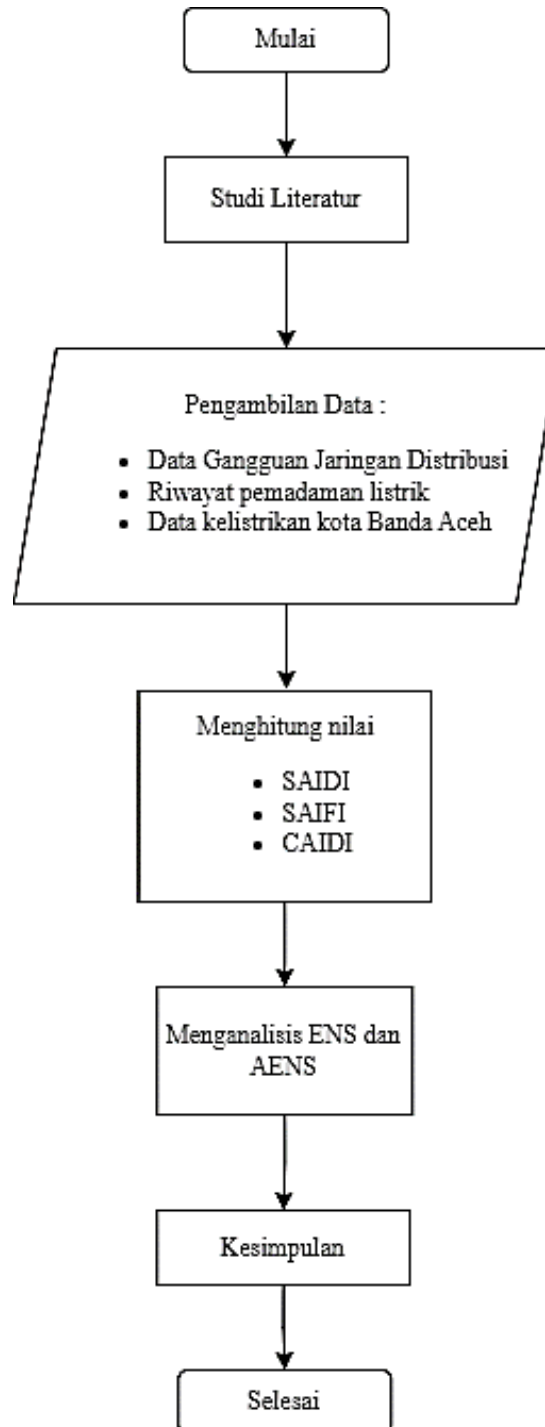 Mulai
Studi Literatur
Pengambilan Data :
• Data Gangguan Jaringan Distribusi
• Riwayat pemadaman listrik
• Data kelistrikan kota Banda Aceh
Menghitung nilai
• SAIDI
• SAIFI
• CAIDI
Menganalisis ENS dan
AENS
Kesimpulan
Selesai